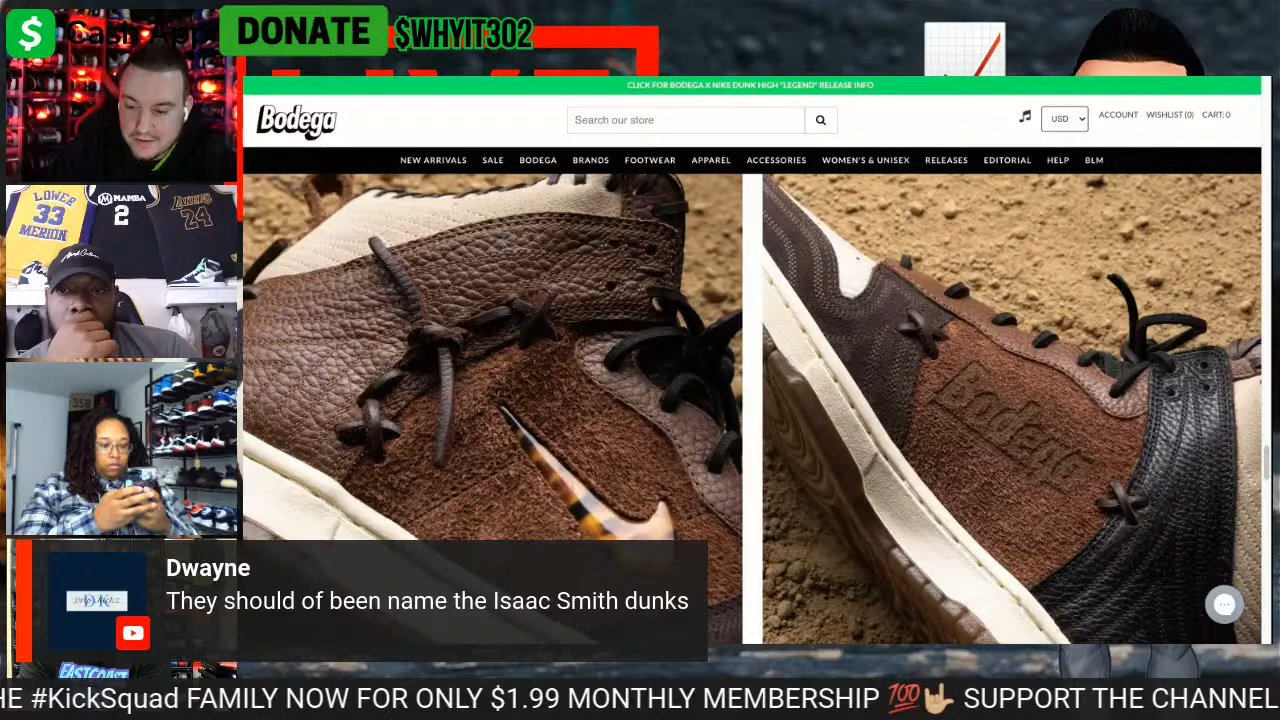 Cash App
DONATE
$WHYIT302
CLICK FOR BODEGA X NIKE DUNK HIGH "LEGEND" RELEASE INFO
Bodega
Search our store
USD
ACCOUNT
WISHLIST (0)
CART: 0
NEW ARRIVALS
SALE
BODEGA
BRANDS
FOOTWEAR
APPAREL
ACCESSORIES
WOMEN'S & UNISEX
RELEASES
EDITORIAL
HELP
BLM
LOWER
33
MERION
MAMBA
2
LAKERS
24
358
Bodega
DK
Dwayne
They should of been name the Isaac Smith dunks
EASTCOAST
HE #KickSquad FAMILY NOW FOR ONLY $1.99 MONTHLY MEMBERSHIP 💯🤟🏼 SUPPORT THE CHANNEL